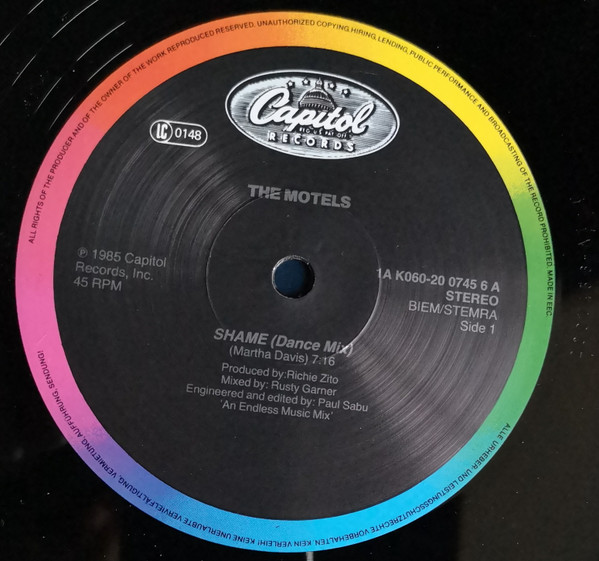 ALL RIGHTS OF THE PRODUCER AND OF THE OWNER OF THE WORK REPRODUCED RESERVED. UNAUTHORIZED COPYING, HIRING, LENDING, PUBLIC PERFORMANCE AND BROADCASTING OF THE RECORD PROHIBITED. MADE IN EEC.
Capitol
RECORDS
LC 0148
THE MOTELS
℗ 1985 Capitol
Records, Inc.
45 RPM
1A K060-20 0745 6 A
STEREO
BIEM/STEMRA
Side 1
SHAME (Dance Mix)
(Martha Davis) 7:16
Produced by:Richie Zito
Mixed by: Rusty Garner
Engineered and edited by: Paul Sabu
'An Endless Music Mix'
ALLE URHEBER- UND LEISTUNGSSCHUTZRECHTE VORBEHALTEN. KEIN VERLEIH! KEINE UNERLAUBTE VERVIELFÄLTIGUNG, VERMIETUNG, AUFFÜHRUNG, SENDUNG!